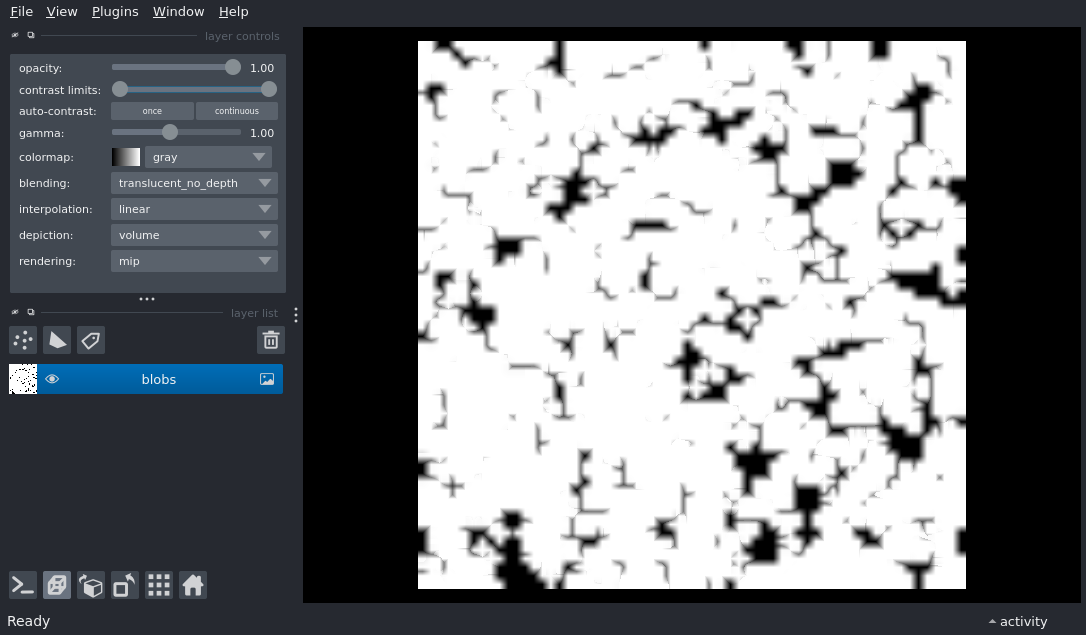 File View Plugins Window Help
layer controls
opacity: 1.00
contrast limits:
auto-contrast: once continuous
gamma: 1.00
colormap: gray
blending: translucent_no_depth
interpolation: linear
depiction: volume
rendering: mip
layer list
blobs
Ready
activity